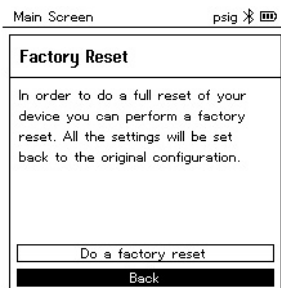 Main Screen psig
Factory Reset
In order to do a full reset of your
device you can perform a factory
reset. All the settings will be set
back to the original configuration.
Do a factory reset
Back